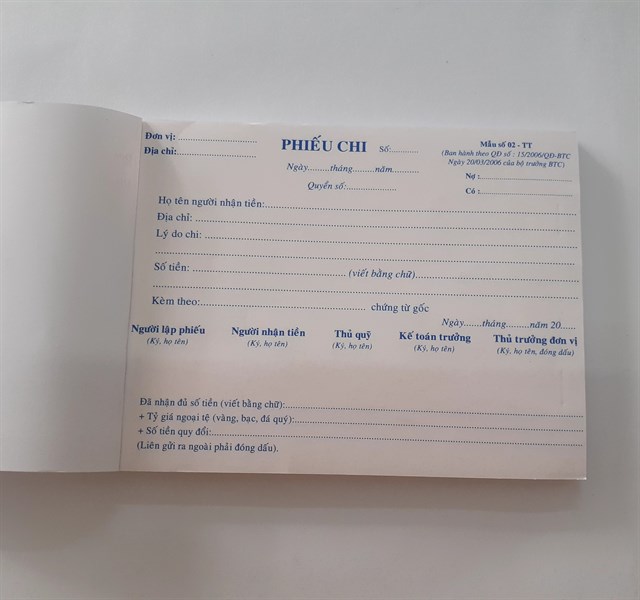 Đơn vị: ............................
Địa chỉ:............................
PHIẾU CHI Số:............
Mẫu số 02 - TT
(Ban hành theo QĐ số : 15/2006/QĐ-BTC
Ngày 20/03/2006 của bộ trưởng BTC)
Ngày.........tháng.........năm..........
Nợ :................................
Quyển số:....................
Có :................................
Họ tên người nhận tiền:............................................................
Địa chỉ: ............................................................
Lý do chi: ............................................................
............................................................
Số tiền: ........................................ (viết bằng chữ)........................................
............................................................
Kèm theo:........................................ chứng từ gốc
Ngày.......tháng..........năm 20......
Người lập phiếu Người nhận tiền Thủ quỹ Kế toán trưởng Thủ trưởng đơn vị
(Ký, họ tên) (Ký, họ tên) (Ký, họ tên) (Ký, họ tên) (Ký, họ tên, đóng dấu)
Đã nhận đủ số tiền (viết bằng chữ):............................................................
+ Tỷ giá ngoại tệ (vàng, bạc, đá quý):............................................................
+ Số tiền quy đổi:............................................................
(Liên gửi ra ngoài phải đóng dấu).